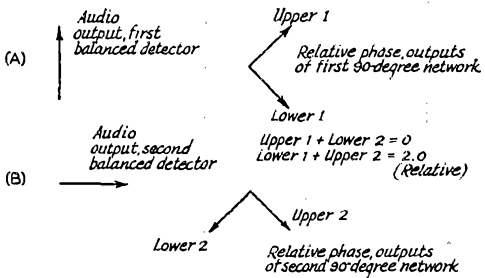 Upper 1
Audio
output, first
balanced detector
(A)
Relative phase, outputs
of first 90-degree network
Lower 1
Upper 1 + Lower 2 = 0
Lower 1 + Upper 2 = 2.0
(Relative)
Audio
output, second
balanced detector
(B)
Upper 2
Lower 2
Relative phase, outputs
of second 90-degree network